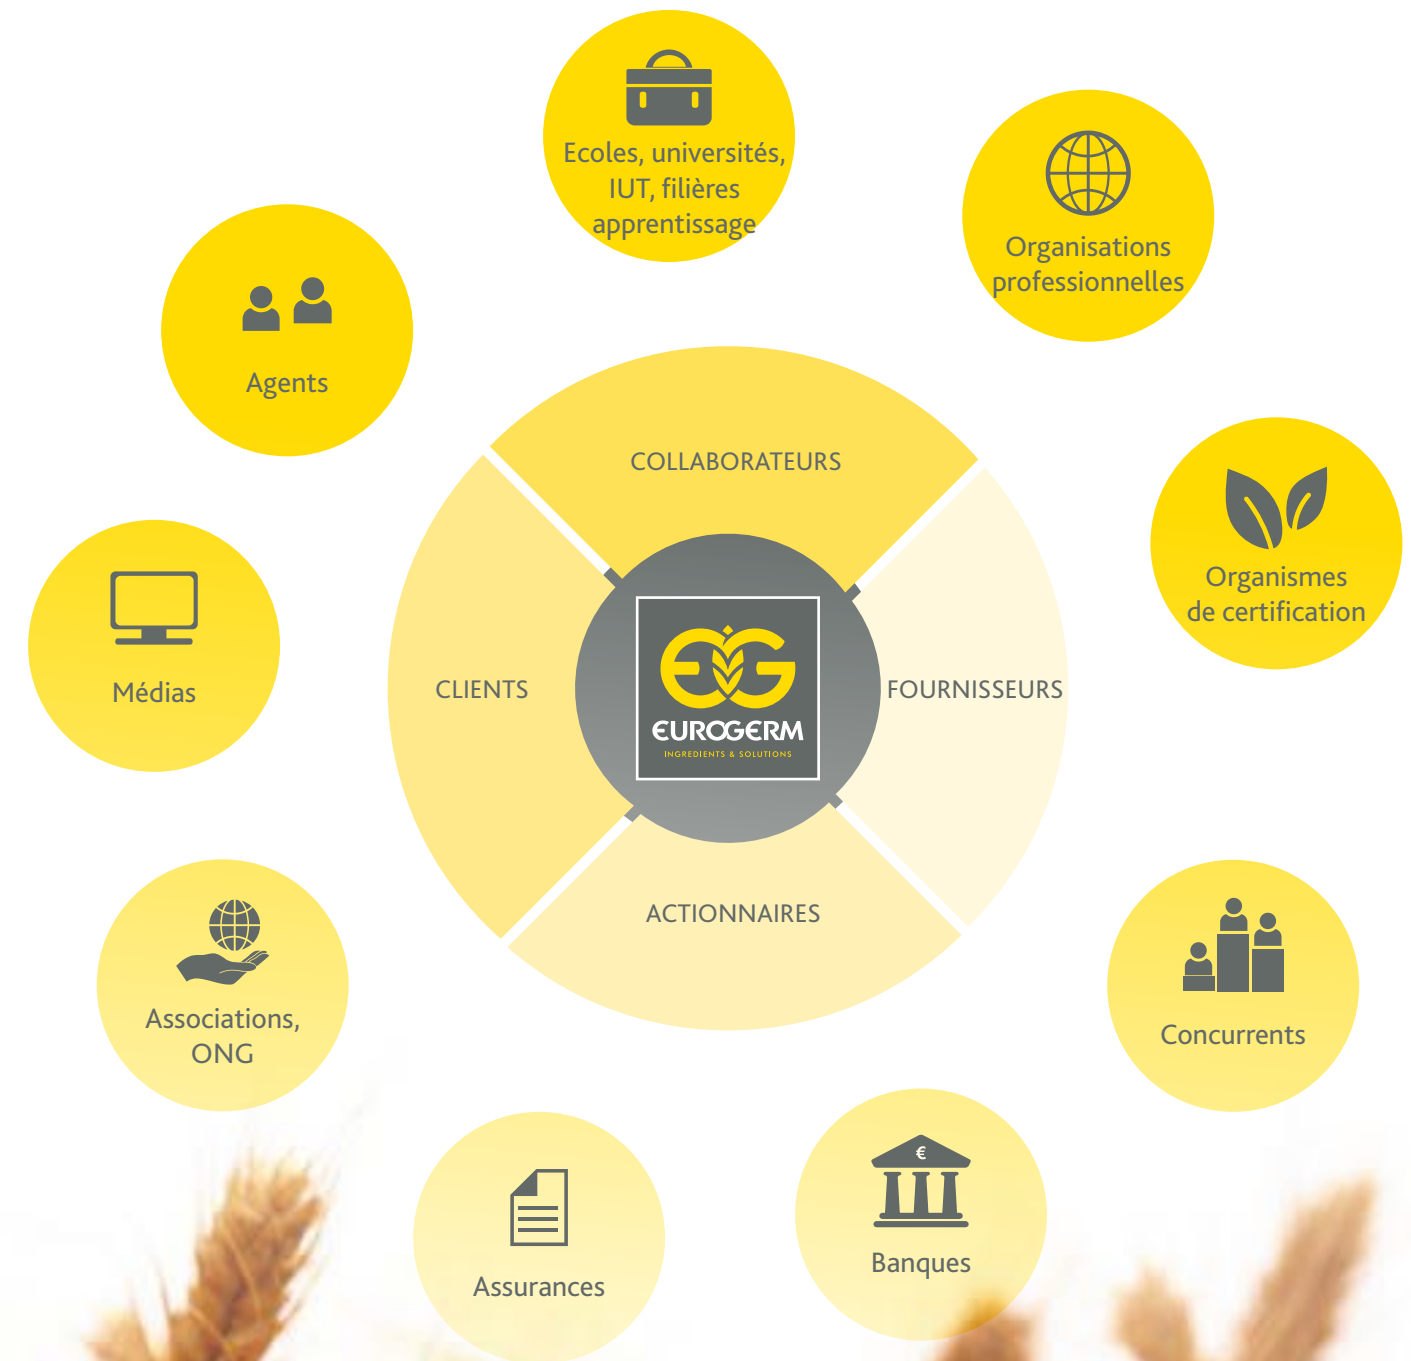 Ecoles, universités,
IUT, filières
apprentissage
Organisations
professionnelles
Agents
COLLABORATEURS
Organismes
de certification
Médias
CLIENTS
EUROGERM
INGREDIENTS & SOLUTIONS
FOURNISSEURS
ACTIONNAIRES
Associations,
ONG
Concurrents
€
Banques
Assurances